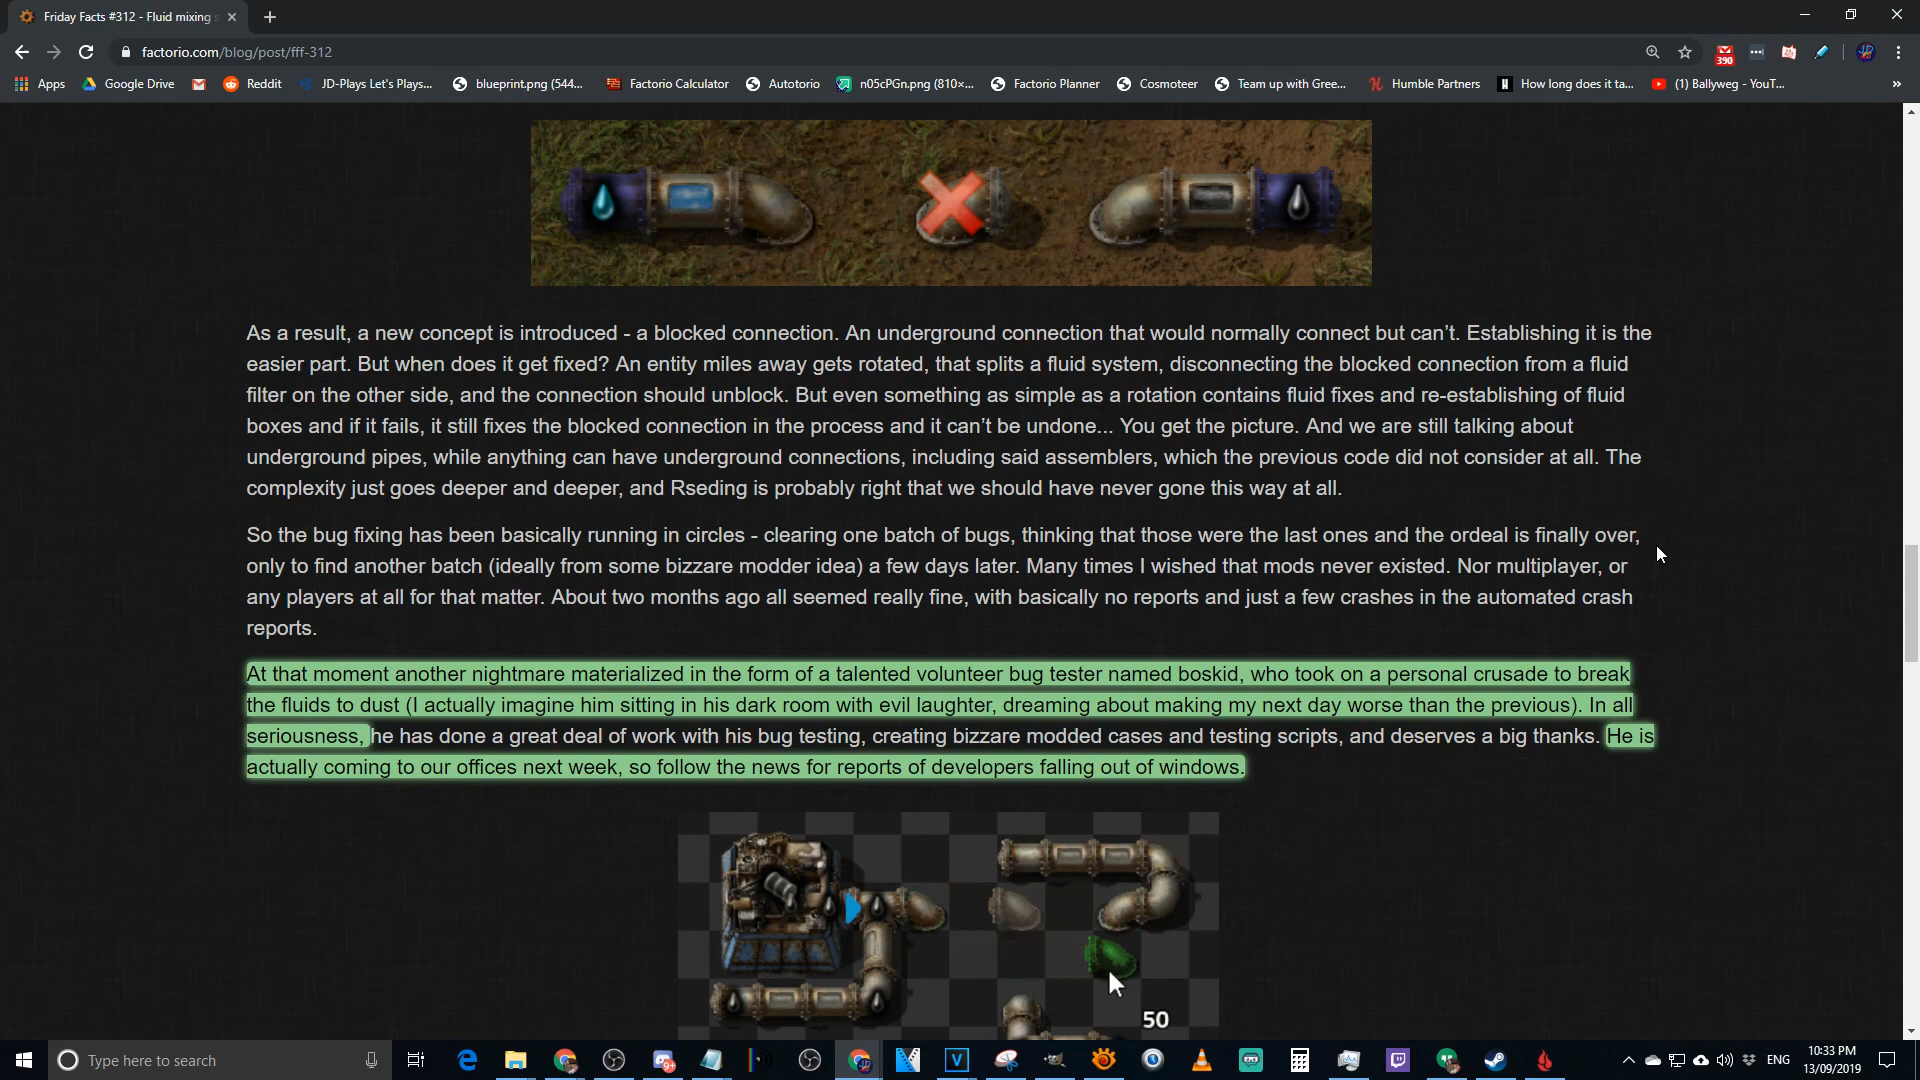 Friday Facts #312 - Fluid mixing s
factorio.com/blog/post/fff-312
390
Apps
Google Drive
Reddit
JD-Plays Let's Plays...
blueprint.png (544...
Factorio Calculator
Autotorio
n05cPGn.png (810×...
Factorio Planner
Cosmoteer
Team up with Gree...
Humble Partners
How long does it ta...
(1) Ballyweg - YouT...
»
As a result, a new concept is introduced - a blocked connection. An underground connection that would normally connect but can't. Establishing it is the
easier part. But when does it get fixed? An entity miles away gets rotated, that splits a fluid system, disconnecting the blocked connection from a fluid
filter on the other side, and the connection should unblock. But even something as simple as a rotation contains fluid fixes and re-establishing of fluid
boxes and if it fails, it still fixes the blocked connection in the process and it can't be undone... You get the picture. And we are still talking about
underground pipes, while anything can have underground connections, including said assemblers, which the previous code did not consider at all. The
complexity just goes deeper and deeper, and Rseding is probably right that we should have never gone this way at all.
So the bug fixing has been basically running in circles - clearing one batch of bugs, thinking that those were the last ones and the ordeal is finally over,
only to find another batch (ideally from some bizzare modder idea) a few days later. Many times I wished that mods never existed. Nor multiplayer, or
any players at all for that matter. About two months ago all seemed really fine, with basically no reports and just a few crashes in the automated crash
reports.
At that moment another nightmare materialized in the form of a talented volunteer bug tester named boskid, who took on a personal crusade to break
the fluids to dust (I actually imagine him sitting in his dark room with evil laughter, dreaming about making my next day worse than the previous). In all
seriousness, he has done a great deal of work with his bug testing, creating bizzare modded cases and testing scripts, and deserves a big thanks. He is
actually coming to our offices next week, so follow the news for reports of developers falling out of windows.
50
Type here to search
9+
ENG
10:33 PM
13/09/2019